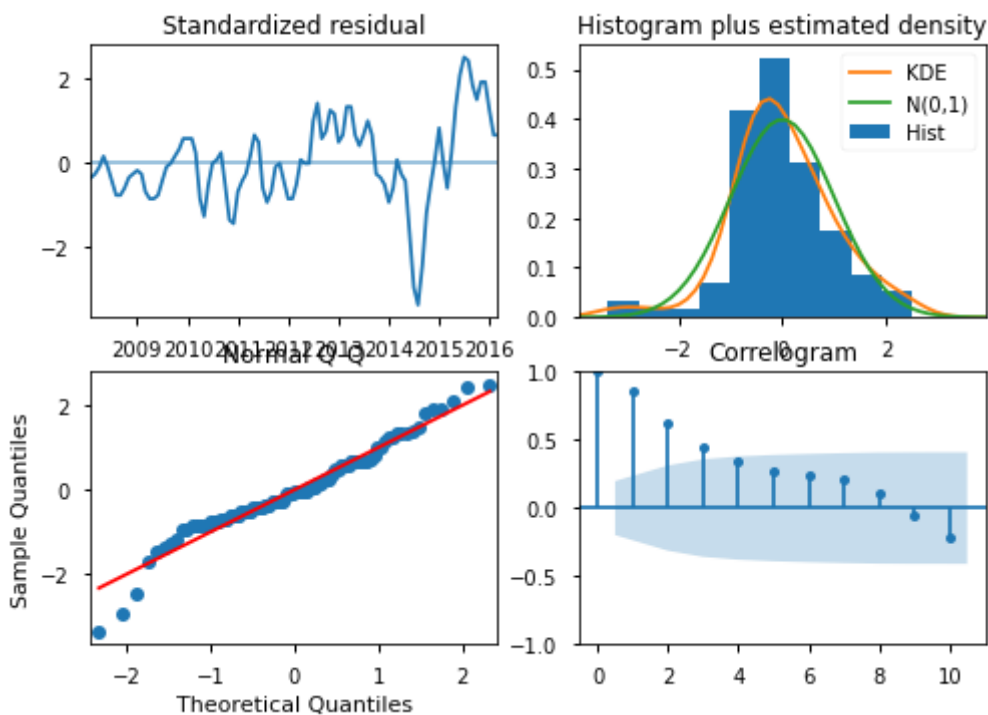 Standardized residual
2
0
−2
2009 2010 2011 2012 2013 2014 2015 2016
Histogram plus estimated density
0.5
0.4
0.3
0.2
0.1
0.0
KDE
N(0,1)
Hist
−2 0 2
Normal Q-Q
Sample Quantiles
2
0
−2
−2 −1 0 1 2
Theoretical Quantiles
Correlogram
1.0
0.5
0.0
−0.5
−1.0
0 2 4 6 8 10